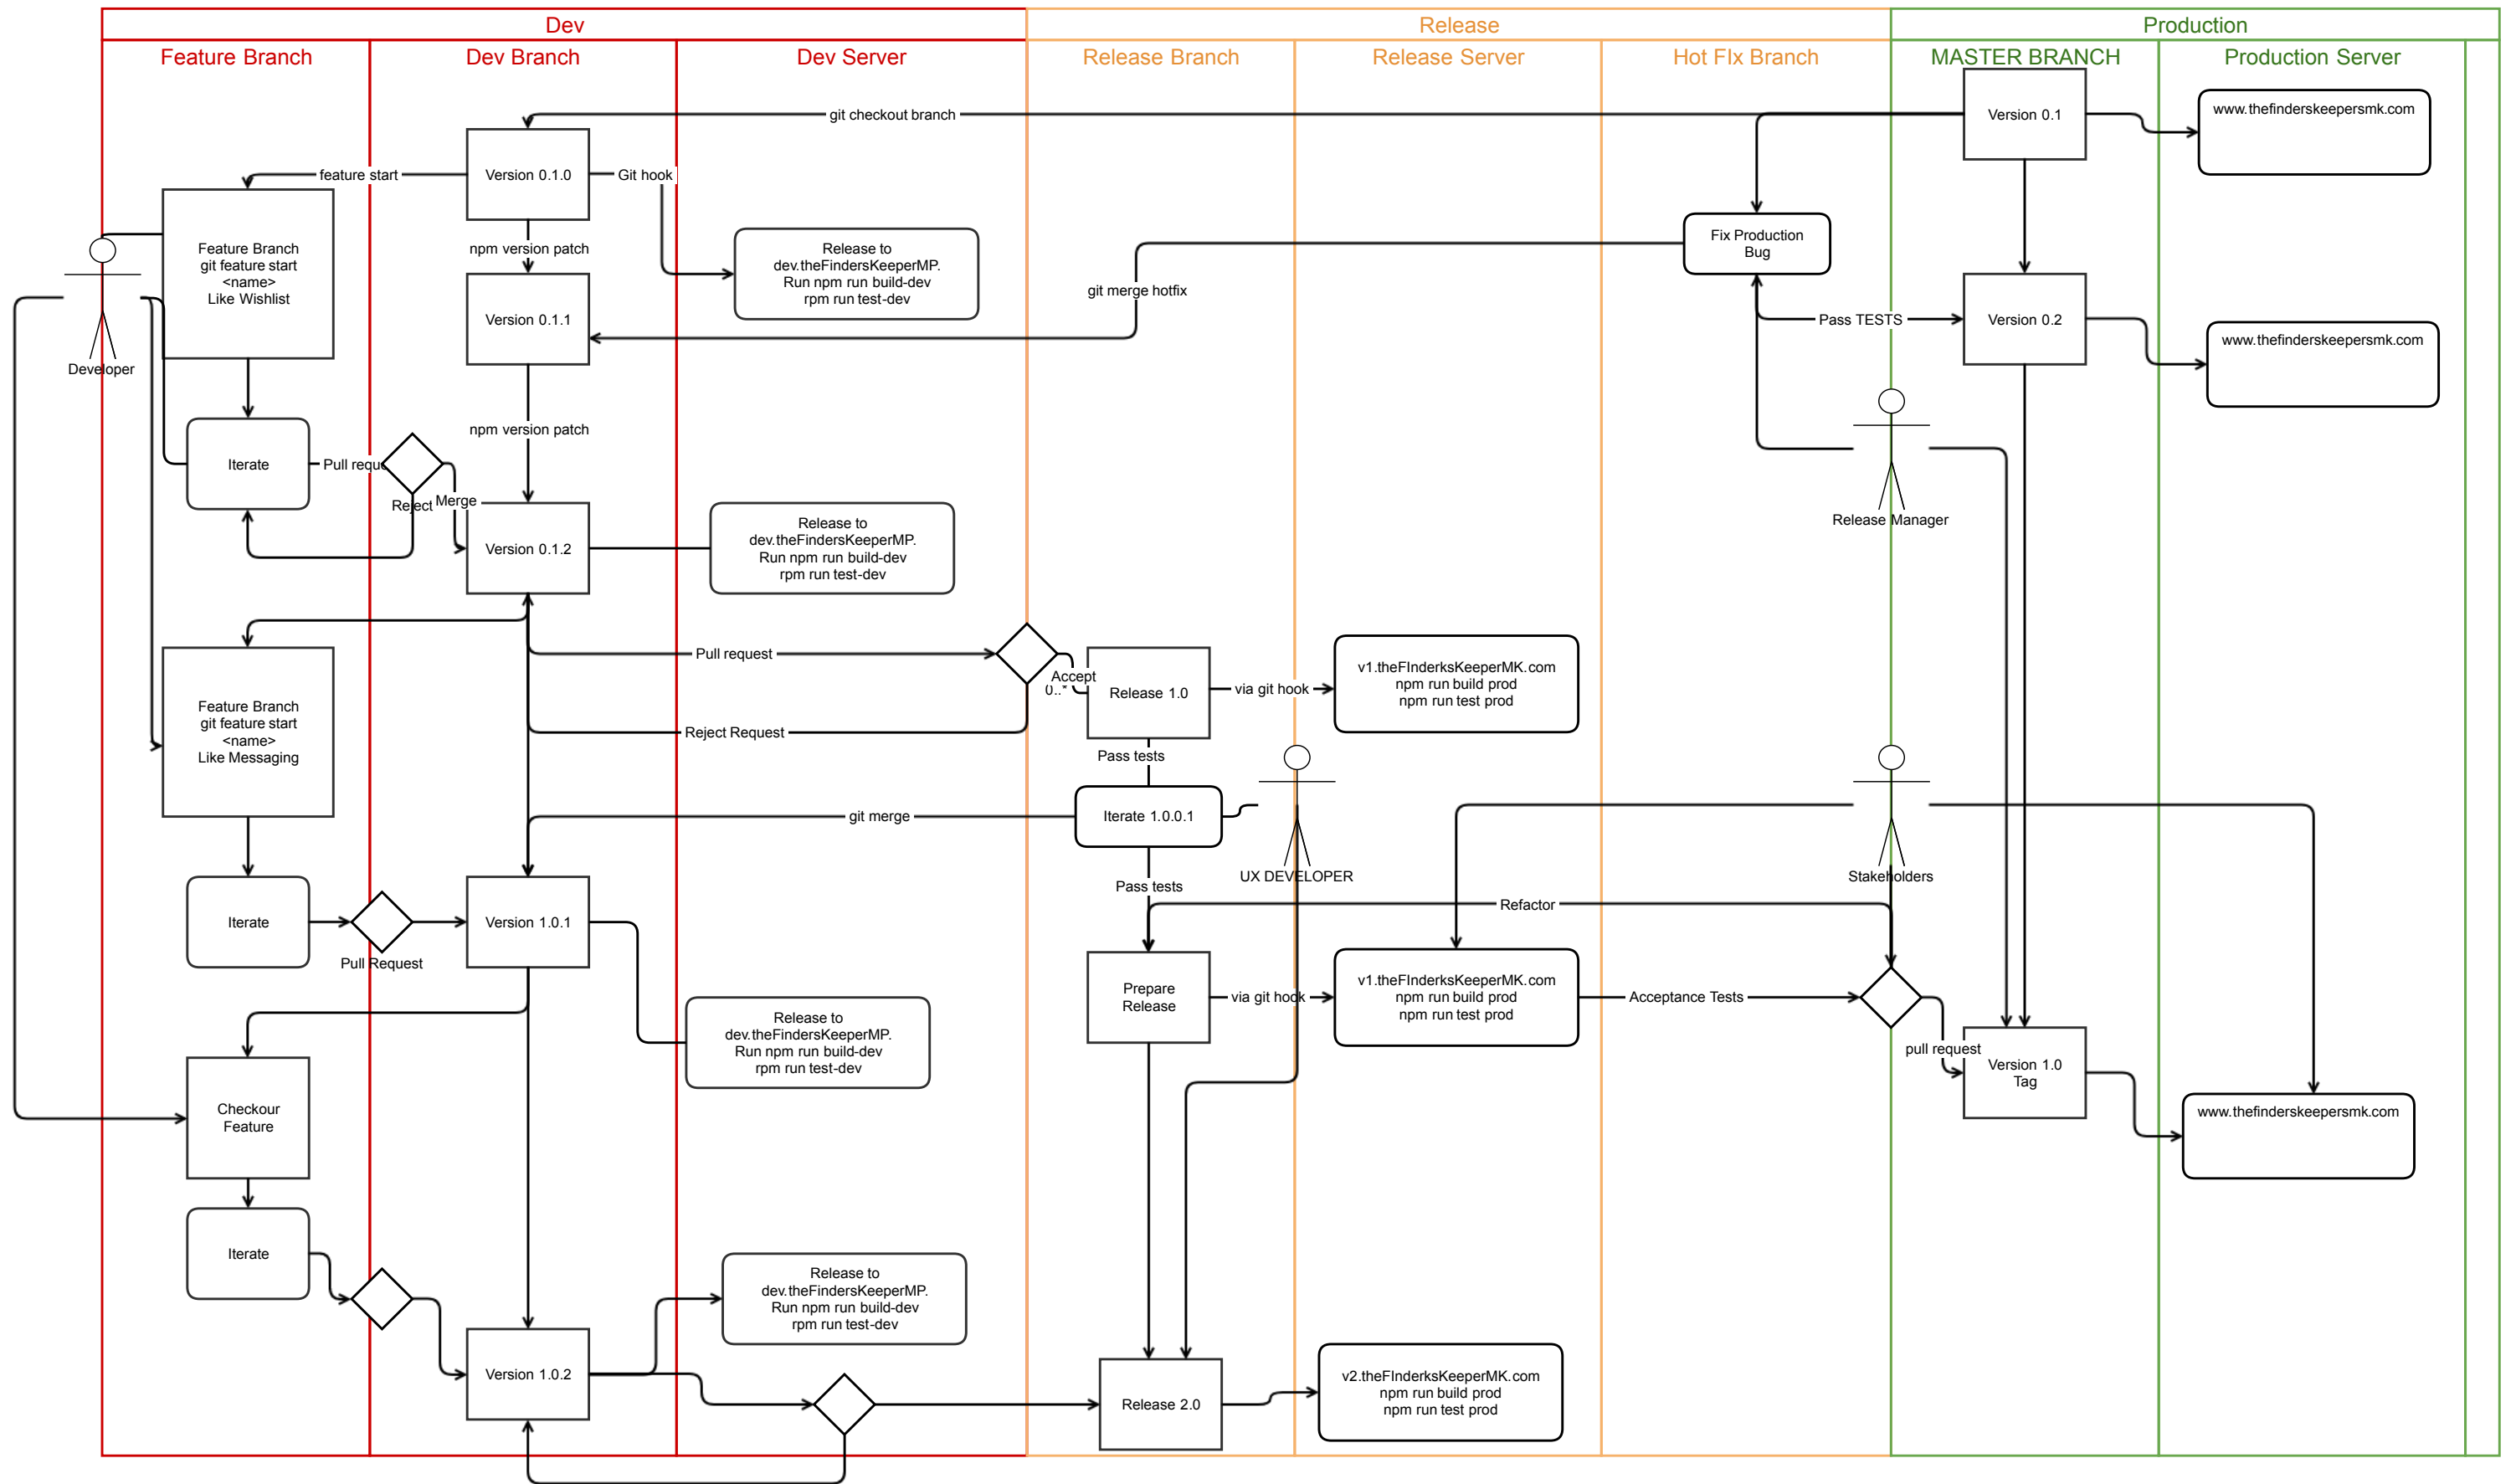 Dev
Release
Production
Feature Branch
Dev Branch
Dev Server
Release Branch
Release Server
Hot FIx Branch
MASTER BRANCH
Production Server
git checkout branch
Version 0.1
www.thefinderskeepersmk.com
feature start
Version 0.1.0
Git hook
Feature Branch
git feature start
<name>
Like Wishlist
npm version patch
Release to
dev.theFindersKeeperMP.
Run npm run build-dev
rpm run test-dev
Fix Production
Bug
git merge hotfix
Version 0.1.1
Pass TESTS
Version 0.2
www.thefinderskeepersmk.com
Developer
npm version patch
Iterate
Pull reque
Reject
Merge
Version 0.1.2
Release to
dev.theFindersKeeperMP.
Run npm run build-dev
rpm run test-dev
Release Manager
Pull request
Accept
0..*
Release 1.0
via git hook
v1.theFInderksKeeperMK.com
npm run build prod
npm run test prod
Feature Branch
git feature start
<name>
Like Messaging
Reject Request
Pass tests
git merge
Iterate 1.0.0.1
UX DEVELOPER
Stakeholders
Pass tests
Refactor
Iterate
Pull Request
Version 1.0.1
Prepare
Release
via git hook
v1.theFInderksKeeperMK.com
npm run build prod
npm run test prod
Acceptance Tests
pull request
Version 1.0
Tag
Release to
dev.theFindersKeeperMP.
Run npm run build-dev
rpm run test-dev
Checkour
Feature
www.thefinderskeepersmk.com
Iterate
Release to
dev.theFindersKeeperMP.
Run npm run build-dev
rpm run test-dev
Version 1.0.2
Release 2.0
v2.theFInderksKeeperMK.com
npm run build prod
npm run test prod